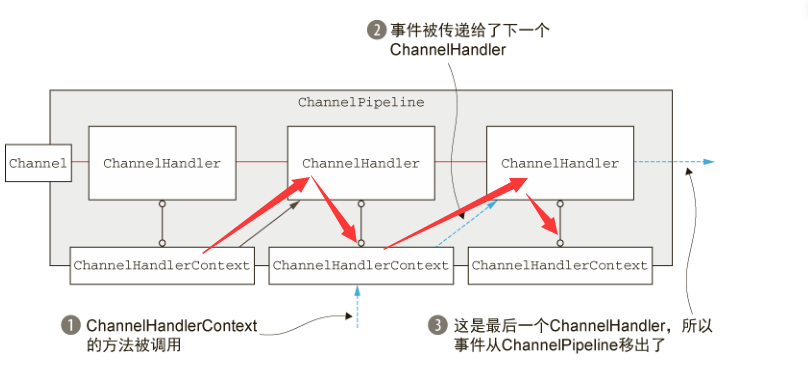 2 事件被传递给了下一个
ChannelHandler
ChannelPipeline
Channel
ChannelHandler
ChannelHandler
ChannelHandler
ChannelHandlerContext
ChannelHandlerContext
ChannelHandlerContext
1 ChannelHandlerContext
的方法被调用
3 这是最后一个ChannelHandler，所以
事件从ChannelPipeline移出了